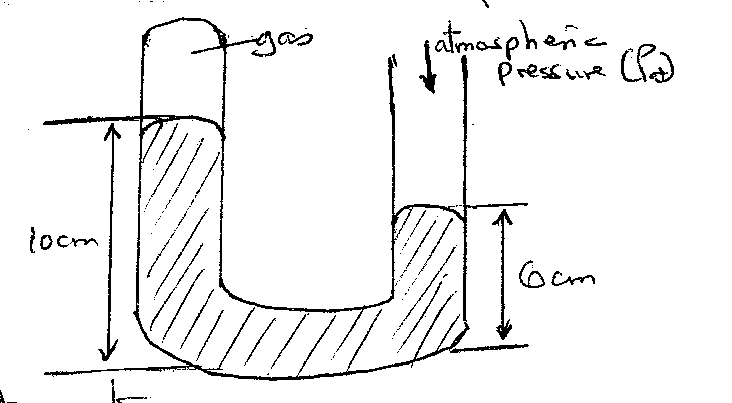 gas
atmospheric
pressure (Pat)
10cm
6cm